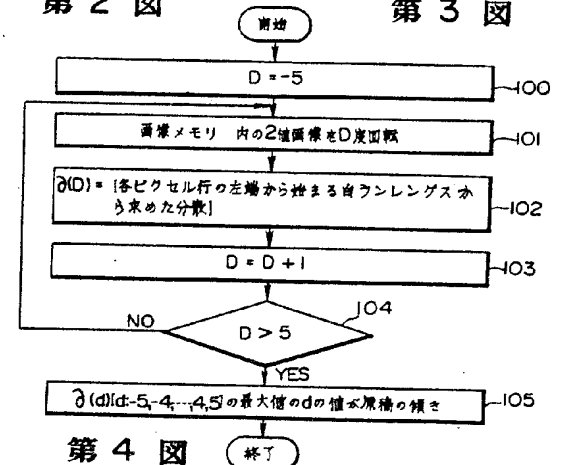 第2図
第3図
開始
D=-5
100
画像メモリ 内の2値画像をD度回転
101
∂(D)= [各ピクセル行の左端から始まる白ランレングスか
ら求めた分散]
102
D=D+1
103
104
NO
D>5
YES
∂(d)[d:-5,-4,…,4,5]の最大値のdの値が原稿の傾き
105
第4図
終了